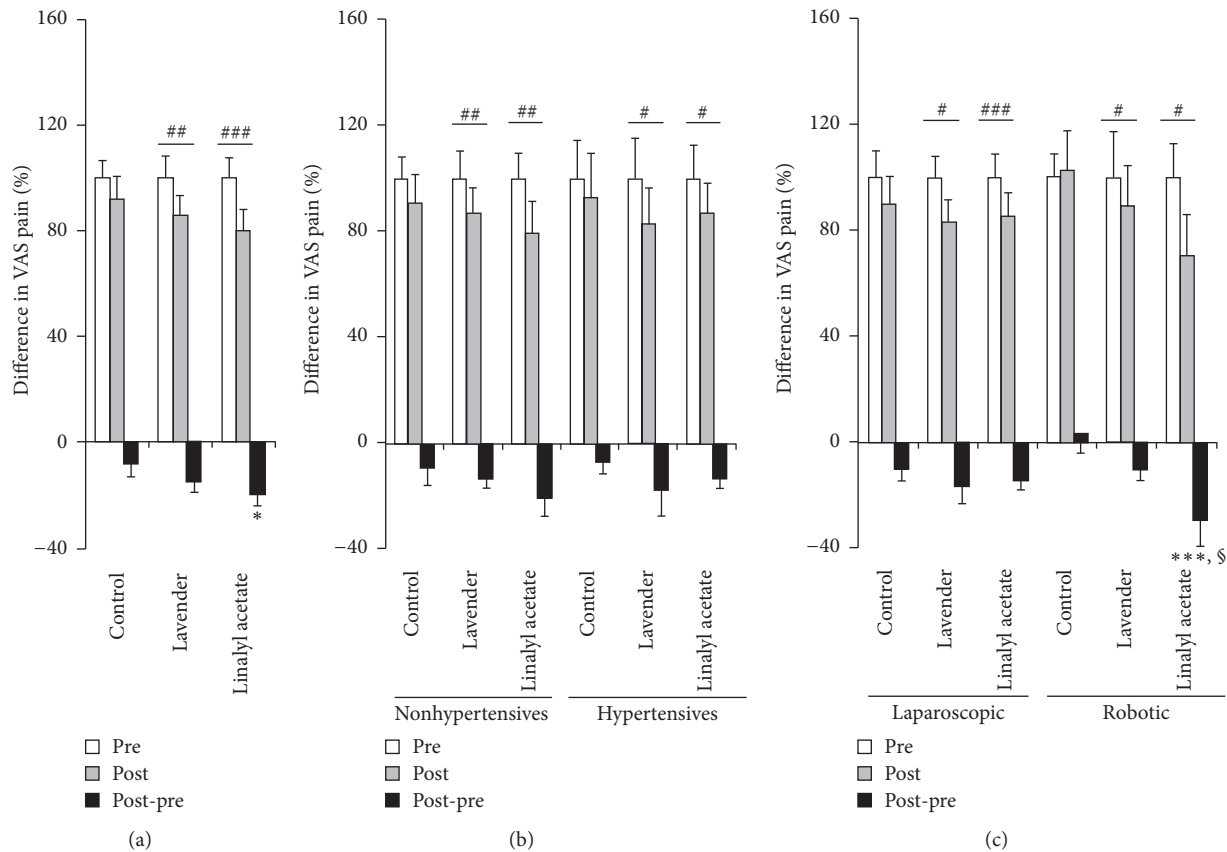 Difference in VAS pain (%)
160
120
80
40
0
−40
##
###
*
Control
Lavender
Linalyl acetate
Pre
Post
Post-pre
(a)
Difference in VAS pain (%)
160
120
80
40
0
−40
##
##
#
#
Control
Lavender
Linalyl acetate
Control
Lavender
Linalyl acetate
Nonhypertensives
Hypertensives
Pre
Post
Post-pre
(b)
Difference in VAS pain (%)
160
120
80
40
0
−40
#
###
#
#
***, §
Control
Lavender
Linalyl acetate
Control
Lavender
Linalyl acetate
Laparoscopic
Robotic
Pre
Post
Post-pre
(c)